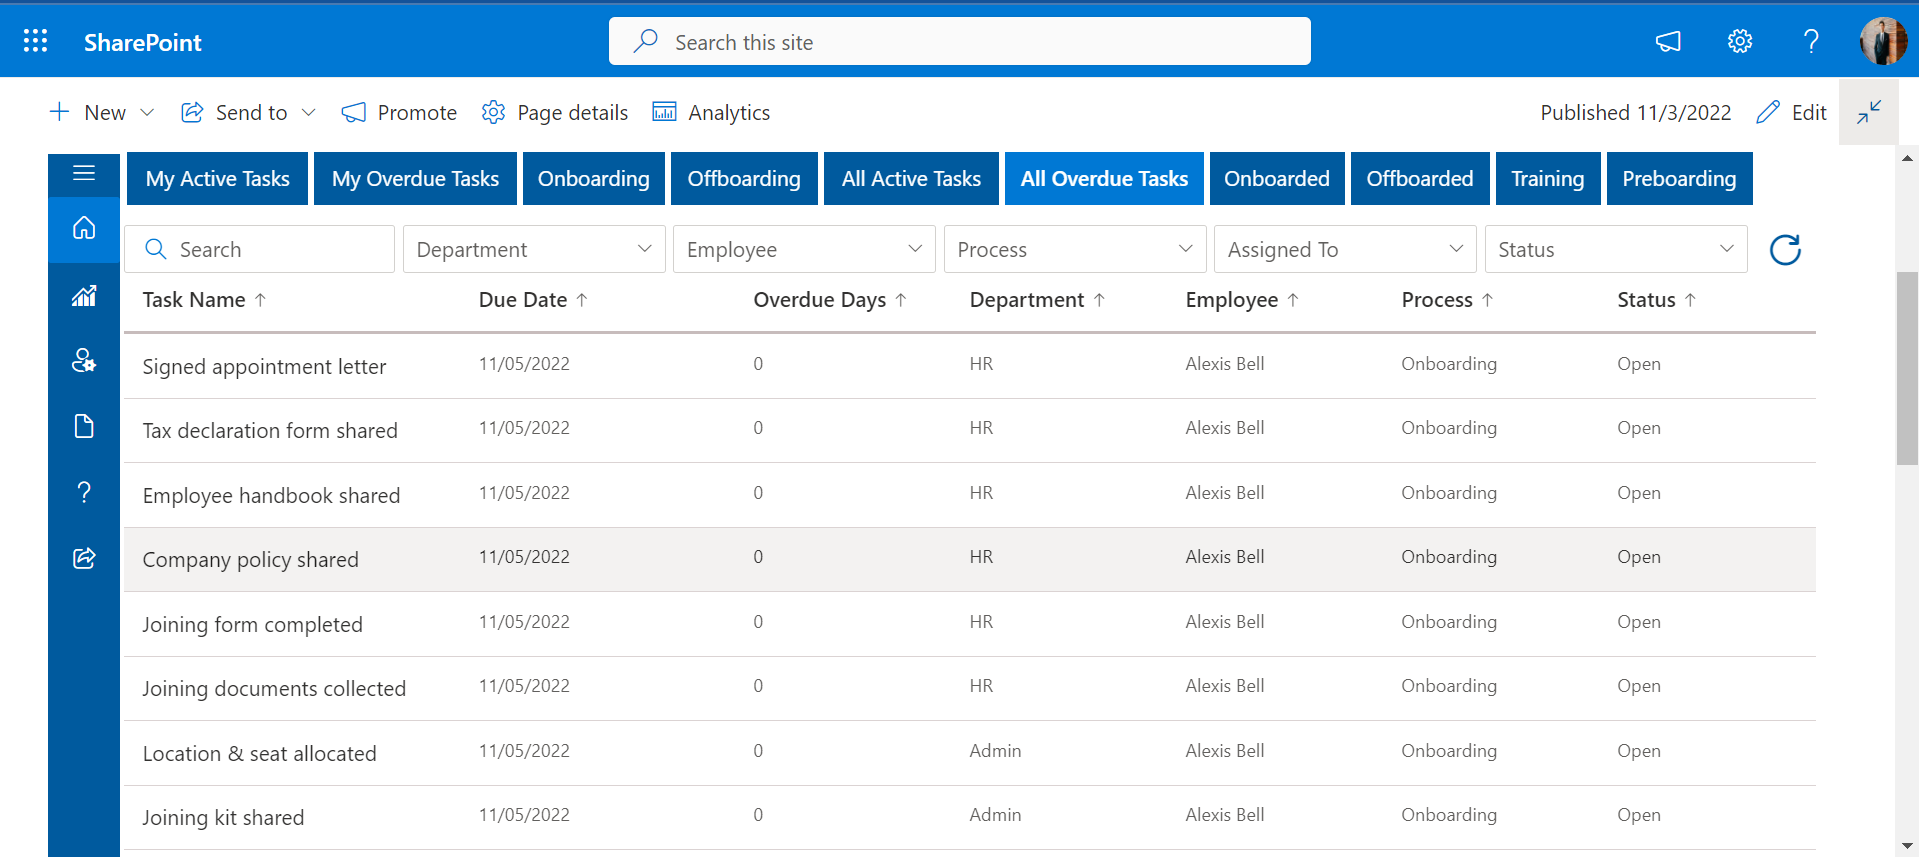 SharePoint Search this site
New Send to Promote Page details Analytics Published 11/3/2022 Edit
My Active Tasks My Overdue Tasks Onboarding Offboarding All Active Tasks All Overdue Tasks Onboarded Offboarded Training Preboarding
Search Department Employee Process Assigned To Status
Task Name ↑ Due Date ↑ Overdue Days ↑ Department ↑ Employee ↑ Process ↑ Status ↑
Signed appointment letter 11/05/2022 0 HR Alexis Bell Onboarding Open
Tax declaration form shared 11/05/2022 0 HR Alexis Bell Onboarding Open
Employee handbook shared 11/05/2022 0 HR Alexis Bell Onboarding Open
Company policy shared 11/05/2022 0 HR Alexis Bell Onboarding Open
Joining form completed 11/05/2022 0 HR Alexis Bell Onboarding Open
Joining documents collected 11/05/2022 0 HR Alexis Bell Onboarding Open
Location & seat allocated 11/05/2022 0 Admin Alexis Bell Onboarding Open
Joining kit shared 11/05/2022 0 Admin Alexis Bell Onboarding Open